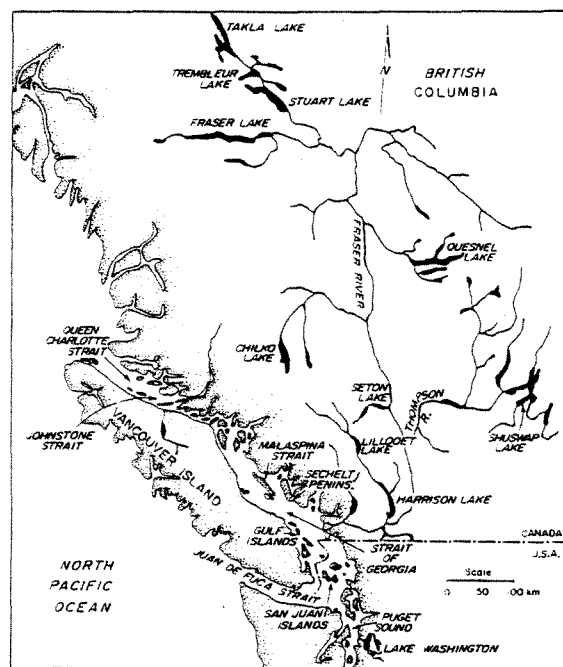 TAKLA LAKE
TREMBLEUR
LAKE
BRITISH
COLUMBIA
N
STUART LAKE
FRASER LAKE
FRASER RIVER
QUESNEL
LAKE
QUEEN
CHARLOTTE
STRAIT
CHILKO
LAKE
SETON
LAKE
THOMPSON
R.
JOHNSTONE
STRAIT
VANCOUVER ISLAND
MALASPINA
STRAIT
LILLOOET
LAKE
SHUSWAP
LAKE
SECHELT
PENINS.
HARRISON LAKE
GULF
ISLANDS
STRAIT
OF
GEORGIA
CANADA
U.S.A.
NORTH
PACIFIC
OCEAN
JUAN DE FUCA STRAIT
Scale
0 50 100 km
SAN JUAN
ISLANDS
PUGET
SOUND
LAKE WASHINGTON